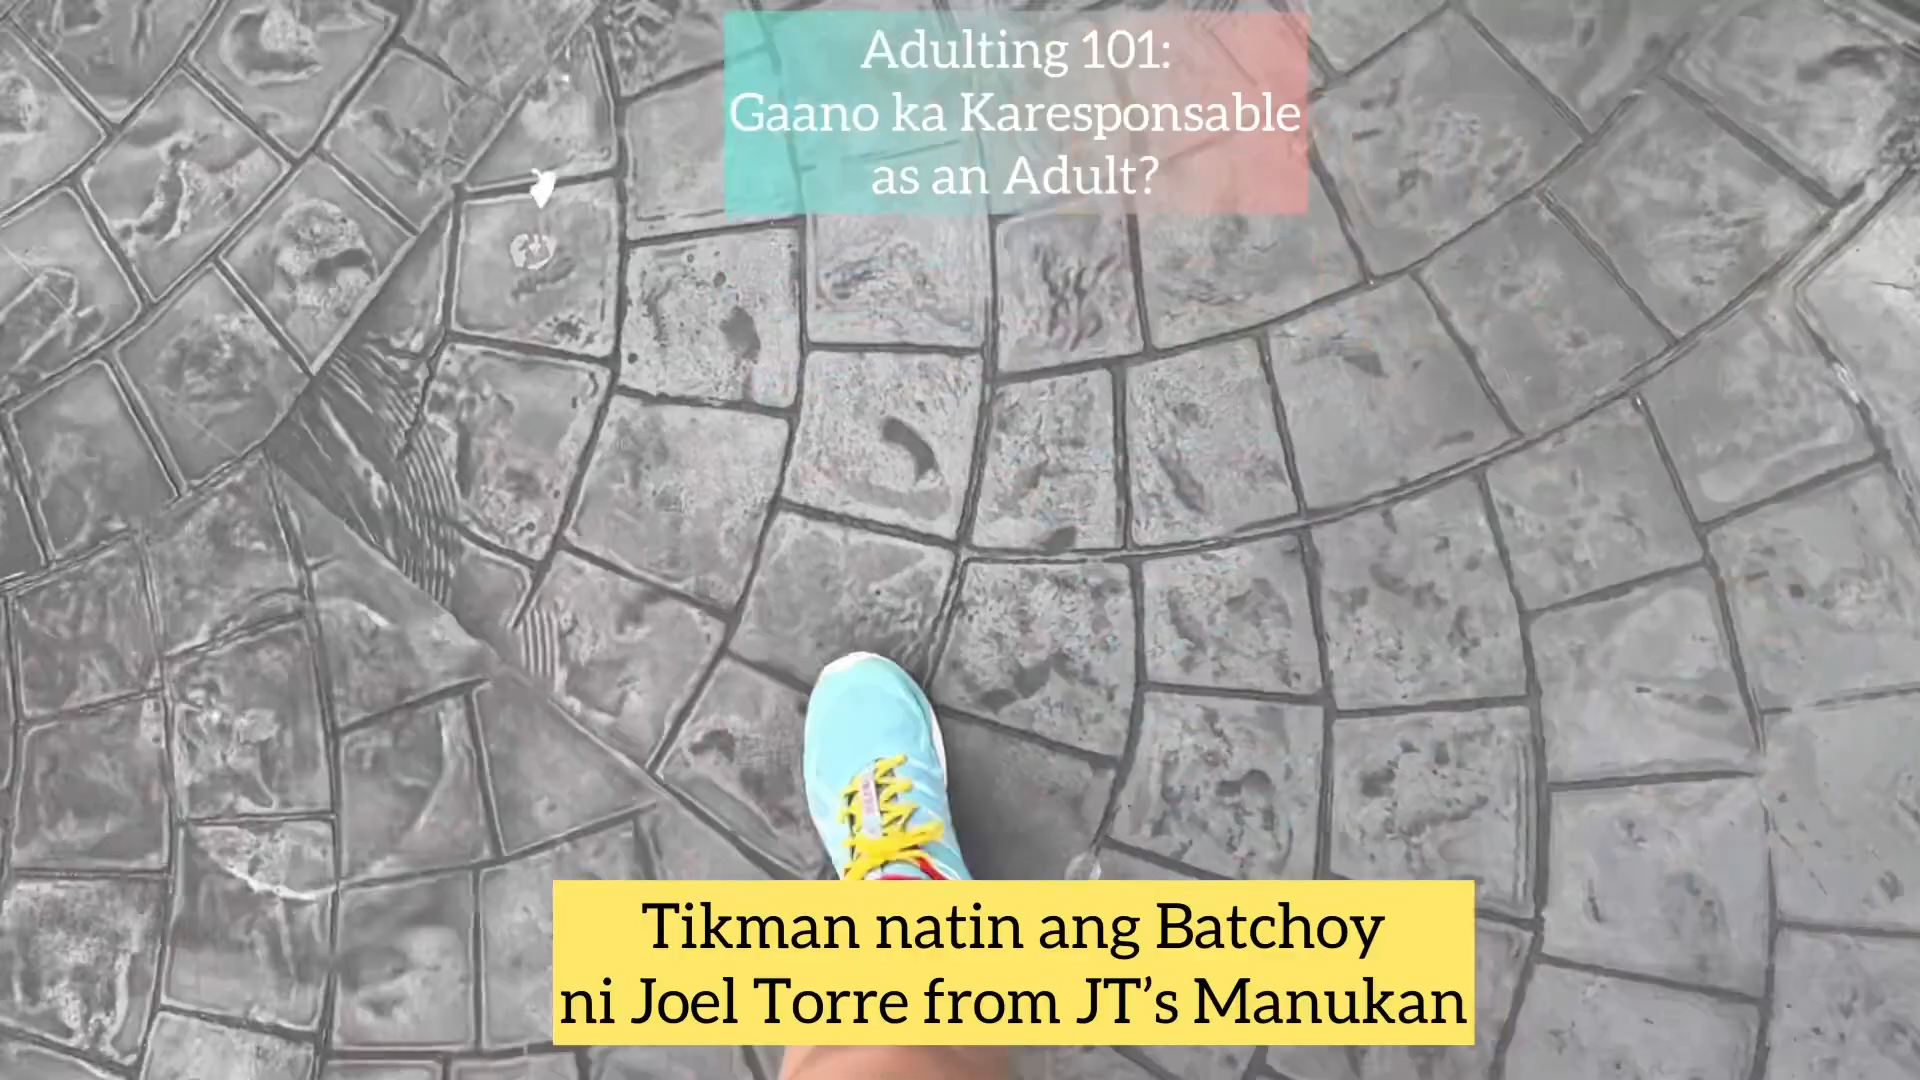 Adulting 101:
Gaano ka Karesponsable
as an Adult?
Tikman natin ang Batchoy
ni Joel Torre from JT’s Manukan